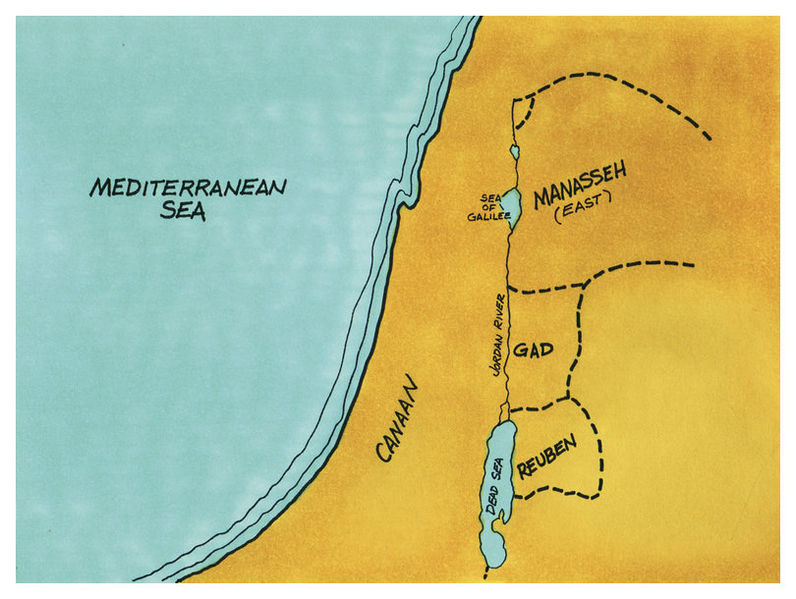 MEDITERRANEAN
SEA
MANASSEH
(EAST)
SEA
OF
GALILEE
JORDAN RIVER
GAD
CANAAN
REUBEN
DEAD SEA